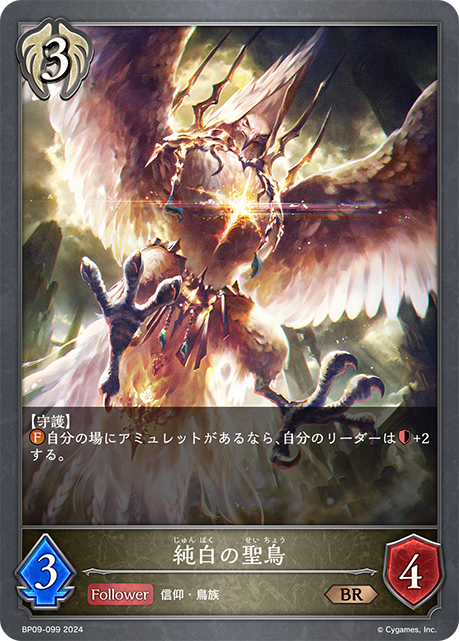 3
【守護】
F自分の場にアミュレットがあるなら、自分のリーダーは+2
する。
じゅんぱく せいちょう
純白の聖鳥
3
Follower 信仰・鳥族 BR
4
BP09-099 2024 © Cygames, Inc.